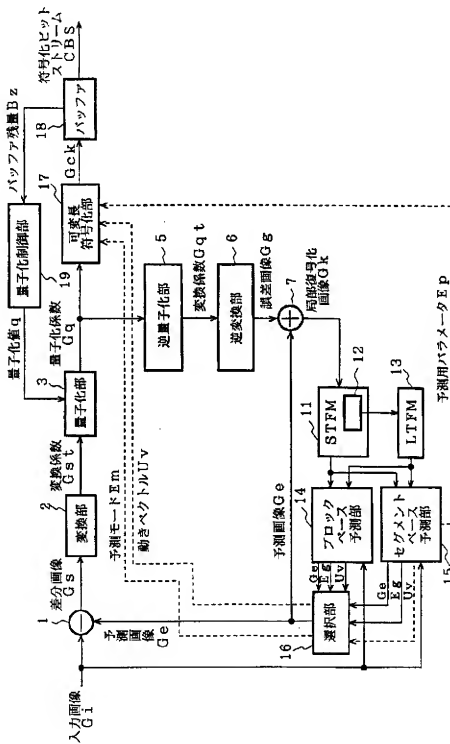 入力画像
Gi
1
差分画像
Gs
2
変換部
変換係数
Gst
3
量子化部
量子化値q
量子化係数
Gq
19
量子化制御部
バッファ残量Bz
17
可変長
符号化部
Gck
18
バッファ
符号化ビット
ストリーム
CBS
予測モードEm
動きベクトルUv
5
逆量子化部
変換係数Gqt
6
逆変換部
誤差画像Gg
7
局部復号化
画像Gk
予測画像
Ge
予測画像Ge
11
STFM
12
13
LTFM
14
ブロック
ベース
予測部
Ge
Eg
Uv
16
選択部
セグメント
ベース
予測部
Ge
Eg
Uv
15
予測用パラメータEp